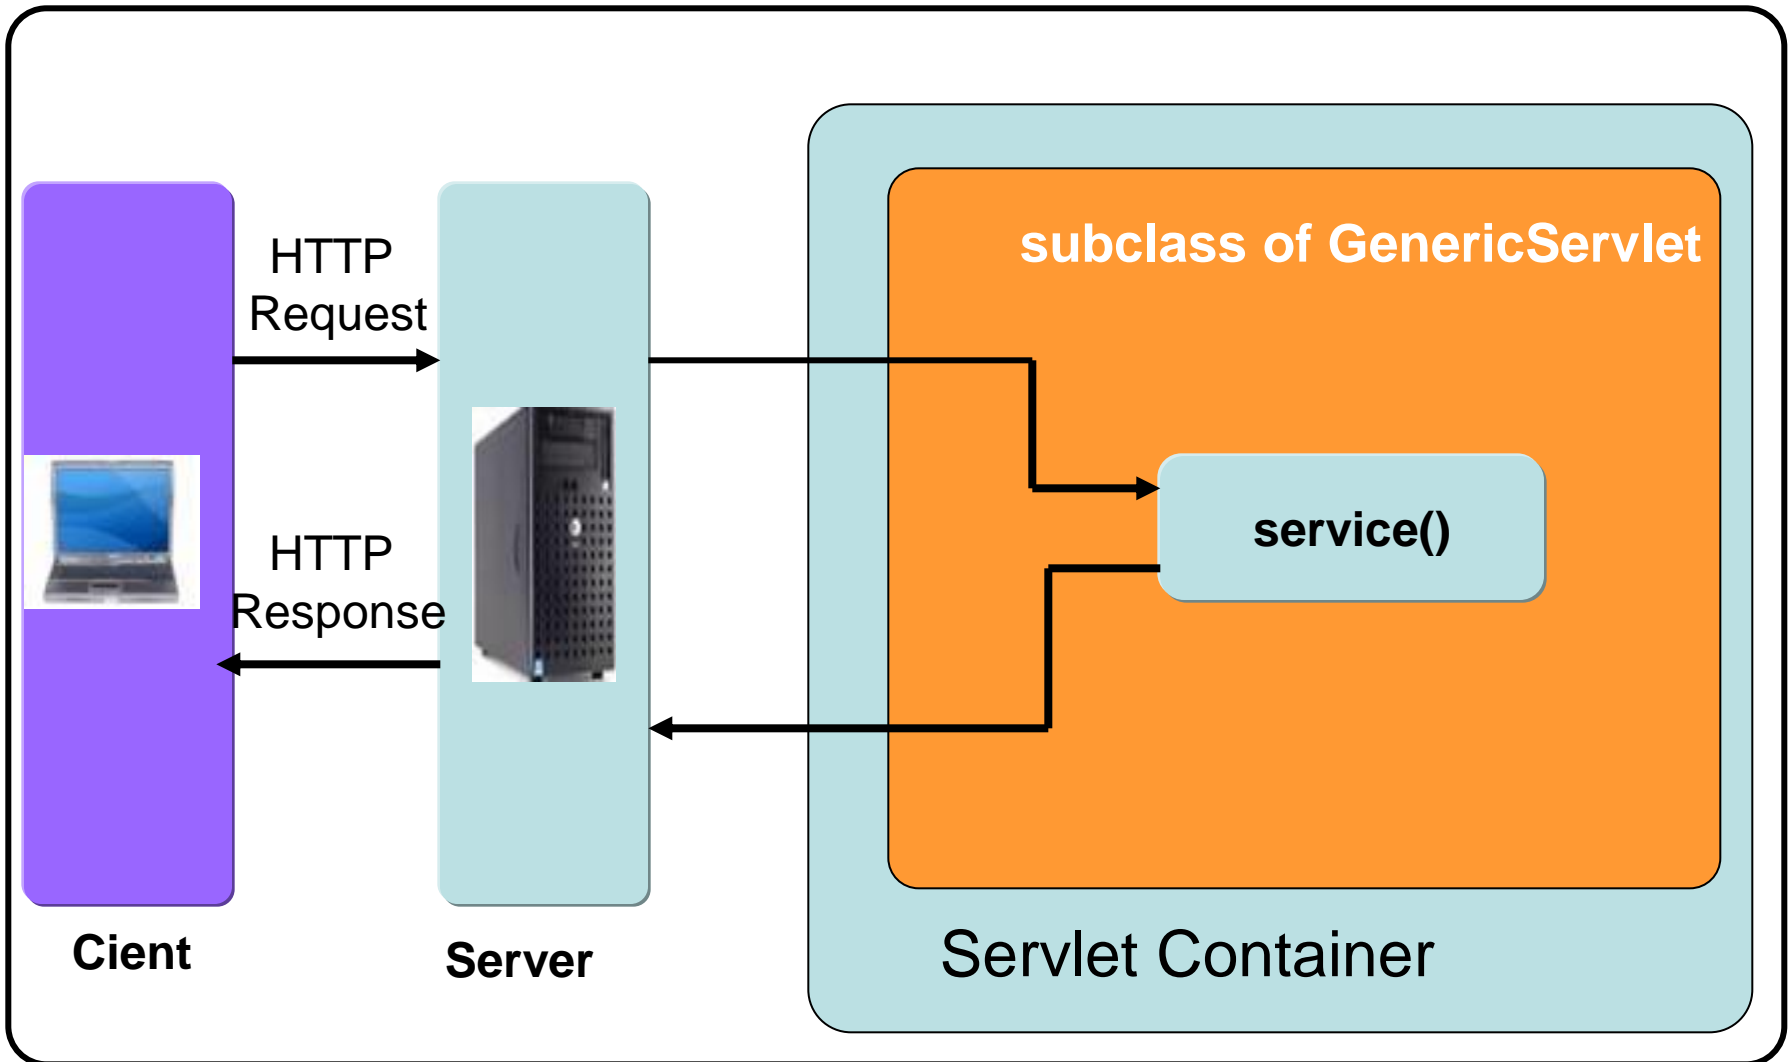 subclass of GenericServlet
HTTP
Request
service()
HTTP
Response
Cient
Server
Servlet Container